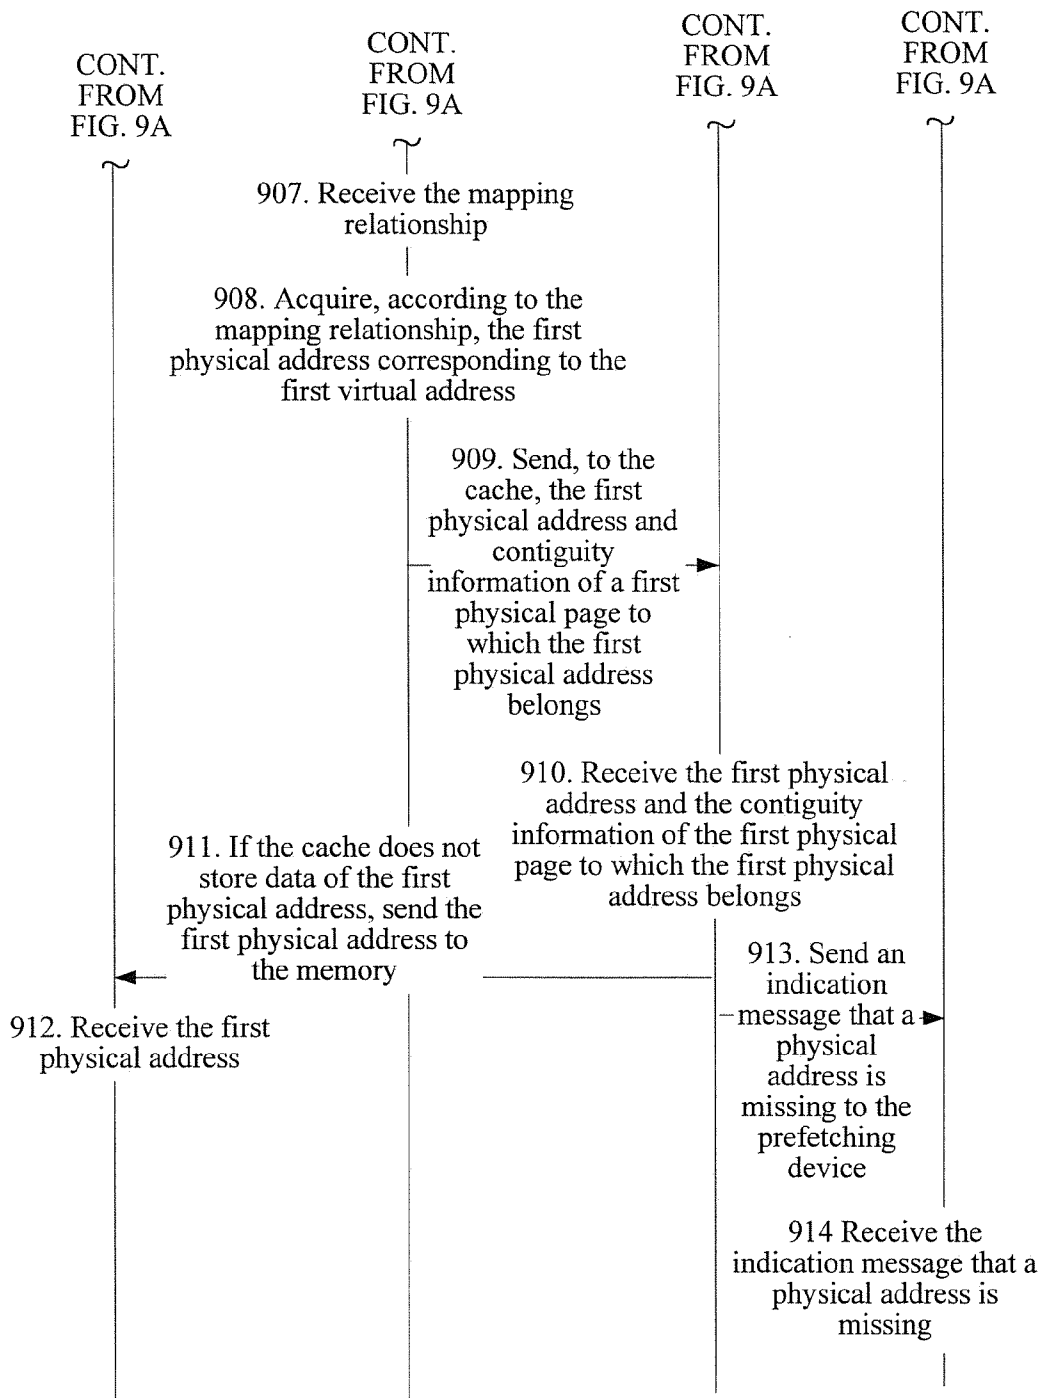 CONT.
FROM
FIG. 9A
CONT.
FROM
FIG. 9A
CONT.
FROM
FIG. 9A
CONT.
FROM
FIG. 9A
907. Receive the mapping
relationship
908. Acquire, according to the
mapping relationship, the first
physical address corresponding to the
first virtual address
909. Send, to the
cache, the first
physical address and
contiguity
information of a first
physical page to
which the first
physical address
belongs
910. Receive the first physical
address and the contiguity
information of the first physical
page to which the first physical
address belongs
911. If the cache does not
store data of the first
physical address, send the
first physical address to
the memory
912. Receive the first
physical address
913. Send an
indication
message that a
physical
address is
missing to the
prefetching
device
914 Receive the
indication message that a
physical address is
missing